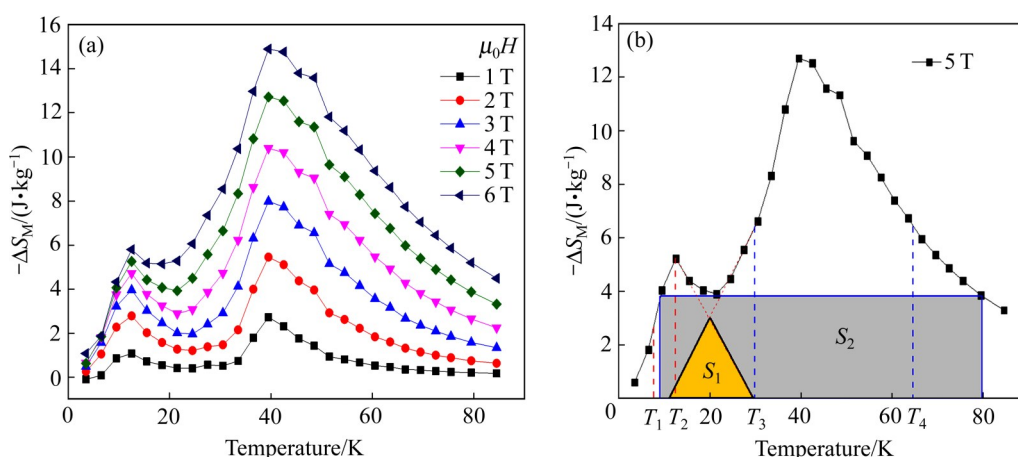 (a)
μ₀H
1 T
2 T
3 T
4 T
5 T
6 T
−ΔS_M/(J•kg⁻¹)
16
14
12
10
8
6
4
2
0
0 20 40 60 80
Temperature/K
(b)
5 T
−ΔS_M/(J•kg⁻¹)
14
12
10
8
6
4
2
S₂
S₁
0 T₁ T₂ 20 T₃ 40 60 T₄ 80
Temperature/K